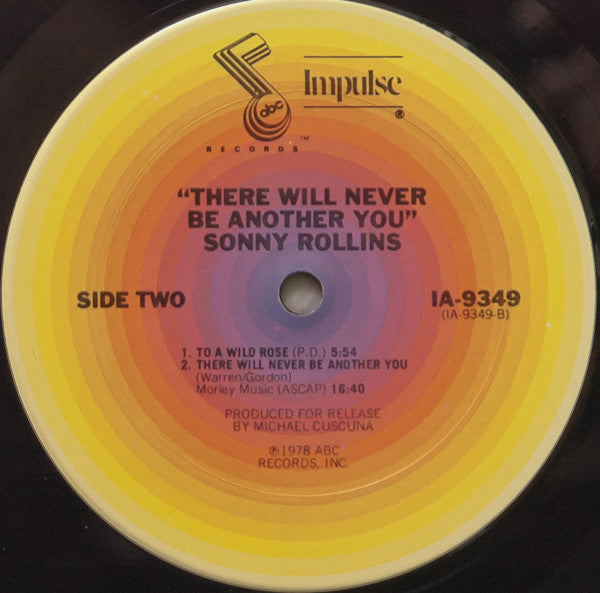 abc
RECORDS
TM
Impulse
®
"THERE WILL NEVER
BE ANOTHER YOU"
SONNY ROLLINS
SIDE TWO
IA-9349
(IA-9349-B)
1. TO A WILD ROSE (P.D.) 5:54
2. THERE WILL NEVER BE ANOTHER YOU
(Warren/Gordon)
Morley Music (ASCAP) 16:40
PRODUCED FOR RELEASE
BY MICHAEL CUSCUNA
℗1978 ABC
RECORDS, INC.